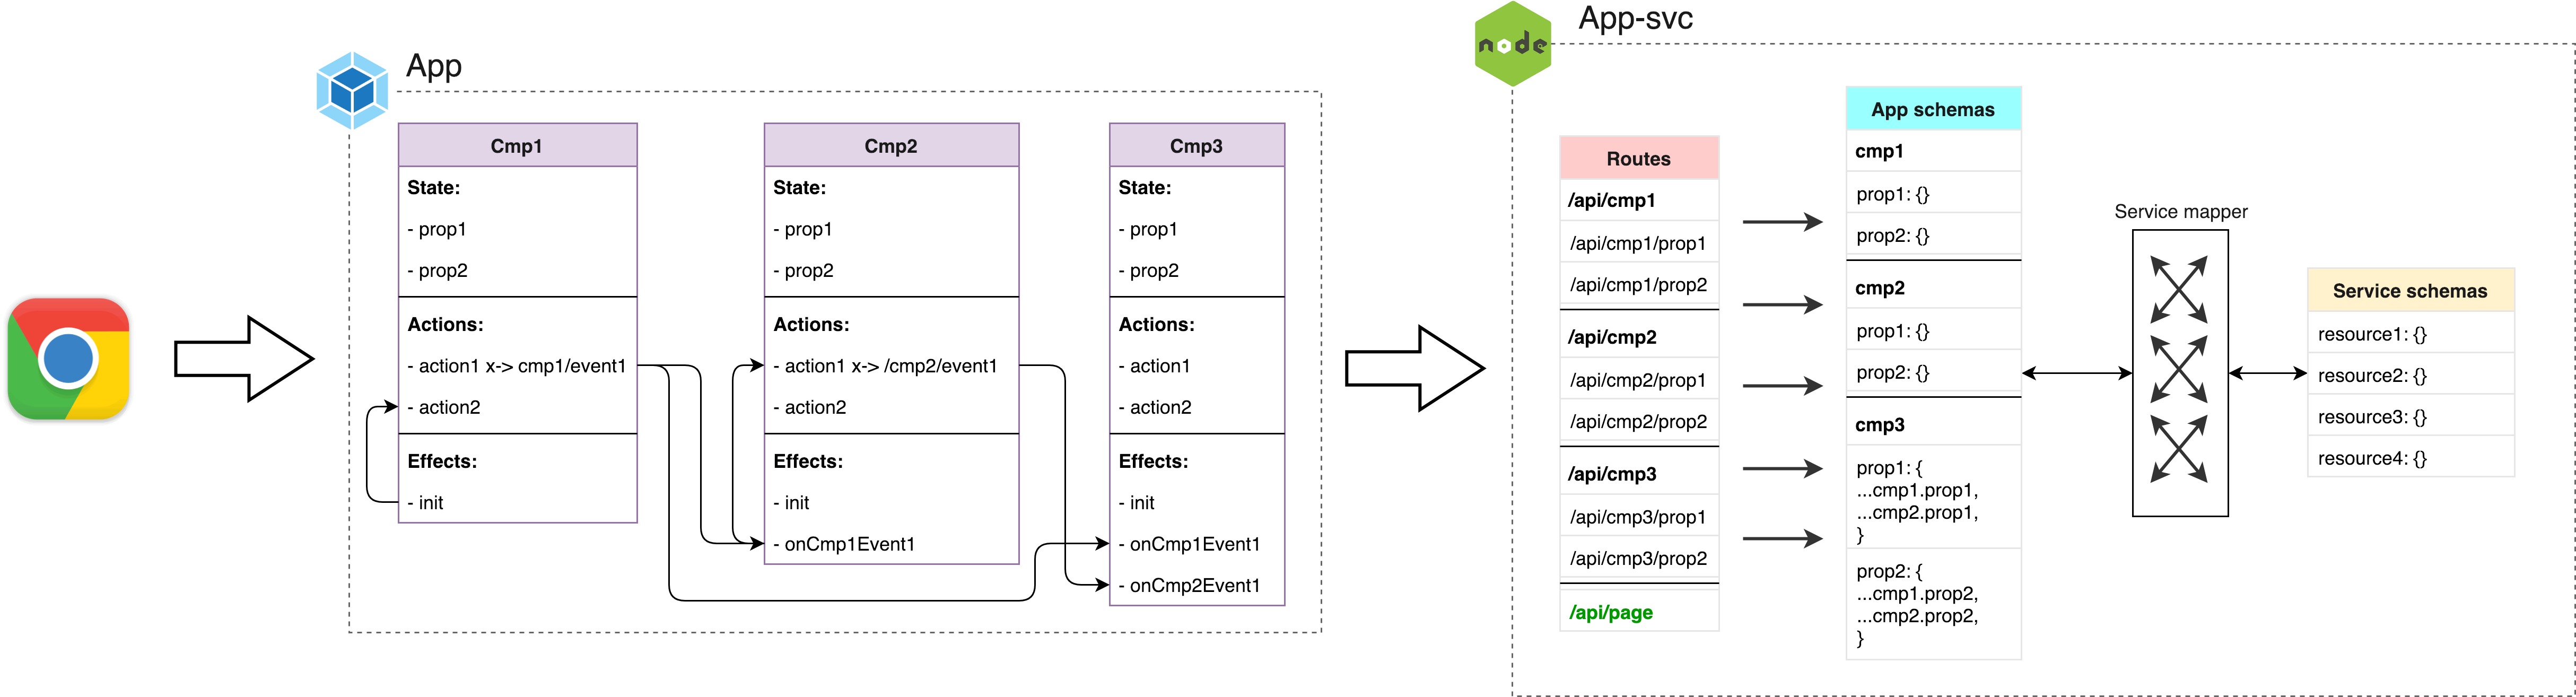 App
Cmp1
State:
- prop1
- prop2
Actions:
- action1 x-> cmp1/event1
- action2
Effects:
- init
Cmp2
State:
- prop1
- prop2
Actions:
- action1 x-> /cmp2/event1
- action2
Effects:
- init
- onCmp1Event1
Cmp3
State:
- prop1
- prop2
Actions:
- action1
- action2
Effects:
- init
- onCmp1Event1
- onCmp2Event1
node
App-svc
Routes
/api/cmp1
/api/cmp1/prop1
/api/cmp1/prop2
/api/cmp2
/api/cmp2/prop1
/api/cmp2/prop2
/api/cmp3
/api/cmp3/prop1
/api/cmp3/prop2
/api/page
App schemas
cmp1
prop1: {}
prop2: {}
cmp2
prop1: {}
prop2: {}
cmp3
prop1: {
...cmp1.prop1,
...cmp2.prop1,
}
prop2: {
...cmp1.prop2,
...cmp2.prop2,
}
Service mapper
Service schemas
resource1: {}
resource2: {}
resource3: {}
resource4: {}